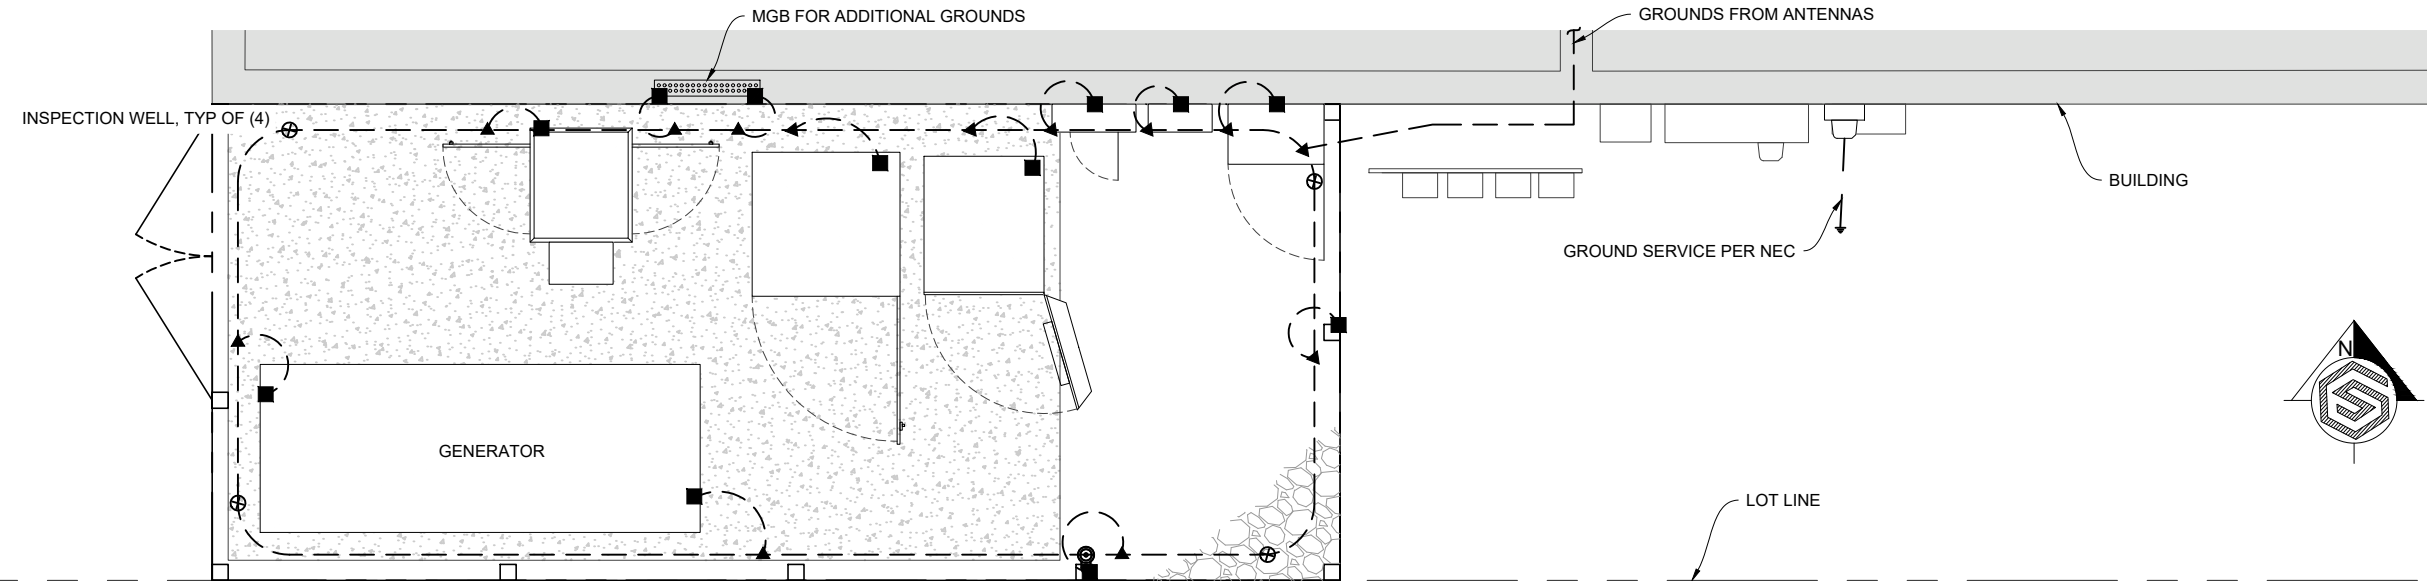 MGB FOR ADDITIONAL GROUNDS
GROUNDS FROM ANTENNAS
INSPECTION WELL, TYP OF (4)
BUILDING
GROUND SERVICE PER NEC
N
GENERATOR
LOT LINE